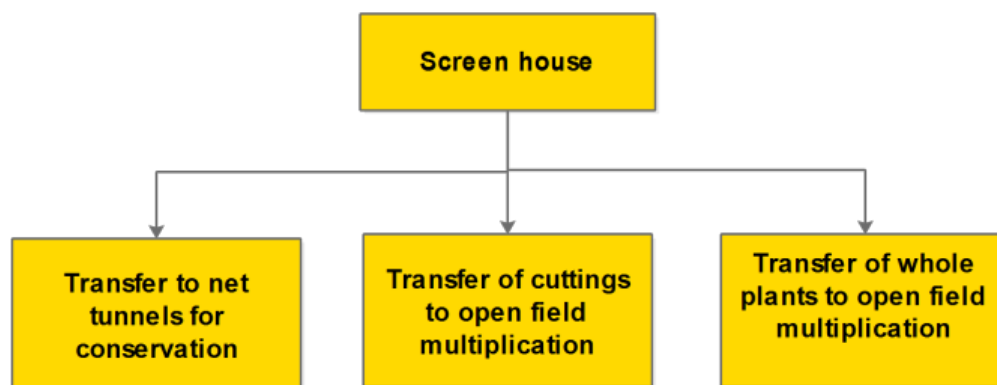 Screen house
Transfer to net
tunnels for
conservation
Transfer of cuttings
to open field
multiplication
Transfer of whole
plants to open field
multiplication